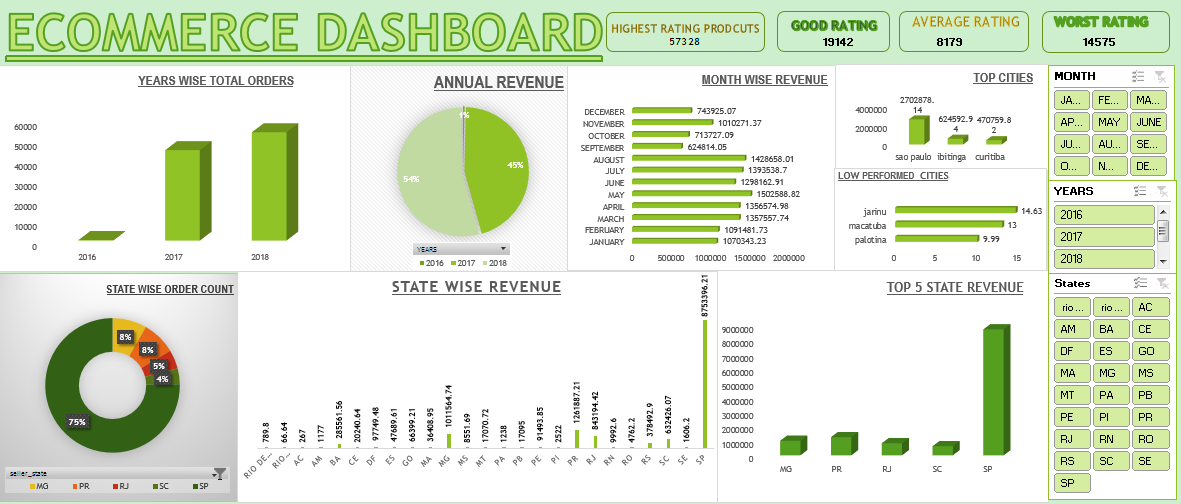 ECOMMERCE DASHBOARD
HIGHEST RATING PRODCUTS
57328
GOOD RATING
19142
AVERAGE RATING
8179
WORST RATING
14575
YEARS WISE TOTAL ORDERS
60000
50000
40000
30000
20000
10000
0
2016
2017
2018
ANNUAL REVENUE
1%
45%
54%
YEARS
2016 2017 2018
MONTH WISE REVENUE
DECEMBER 743925.07
NOVEMBER 1010271.37
OCTOBER 713727.09
SEPTEMBER 624814.05
AUGUST 1428658.01
JULY 1393538.7
JUNE 1298162.91
MAY 1502588.82
APRIL 1356574.98
MARCH 1357557.74
FEBRUARY 1091481.73
JANUARY 1070343.23
0 500000 1000000 1500000 2000000
TOP CITIES
4000000
2000000
0
2702878.
14
624592.9
4
470759.8
2
sao paulo ibitinga curitiba
LOW PERFORMED CITIES
jarinu 14.63
macatuba 13
palotina 9.99
0 5 10 15
MONTH
JA... FE... MA...
AP... MAY JUNE
JU... AU... SE...
O... N... DE...
YEARS
2016
2017
2018
States
rio ... rio ... AC
AM BA CE
DF ES GO
MA MG MS
MT PA PB
PE PI PR
RJ RN RO
RS SC SE
SP
STATE WISE ORDER COUNT
8%
8%
5%
4%
75%
seller_state
MG PR RJ SC SP
STATE WISE REVENUE
789.8
66.64
267
1177
285561.56
20240.64
97749.48
47689.61
66399.21
36408.95
1011564.74
8551.69
17070.72
1238
17095
91493.85
2522
1261887.21
843194.42
9992.6
4762.2
378492.9
632426.07
1606.2
8753396.21
RIO DE... RIO... AC AM BA CE DF ES GO MA MG MS MT PA PB PE PI PR RJ RN RO RS SC SE SP
TOP 5 STATE REVENUE
9000000
8000000
7000000
6000000
5000000
4000000
3000000
2000000
1000000
0
MG PR RJ SC SP